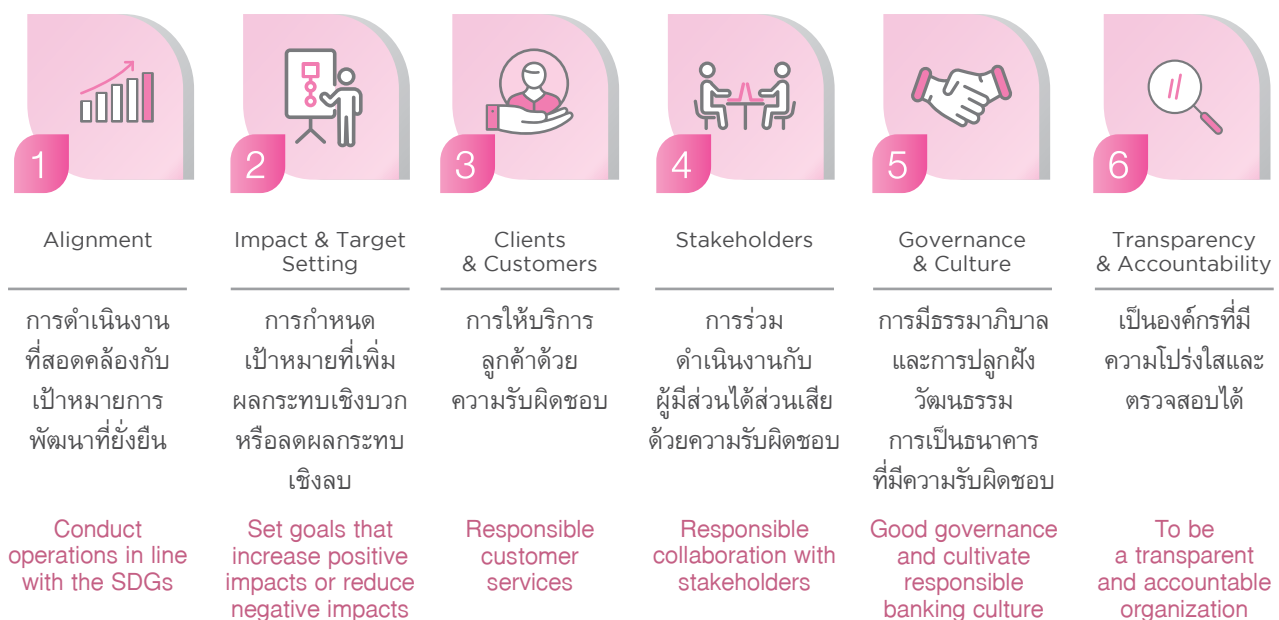 1
Alignment
การดำเนินงาน
ที่สอดคล้องกับ
เป้าหมายการ
พัฒนาที่ยั่งยืน
Conduct
operations in line
with the SDGs
2
Impact & Target
Setting
การกำหนด
เป้าหมายที่เพิ่ม
ผลกระทบเชิงบวก
หรือลดผลกระทบ
เชิงลบ
Set goals that
increase positive
impacts or reduce
negative impacts
3
Clients
& Customers
การให้บริการ
ลูกค้าด้วย
ความรับผิดชอบ
Responsible
customer
services
4
Stakeholders
การร่วม
ดำเนินงานกับ
ผู้มีส่วนได้ส่วนเสีย
ด้วยความรับผิดชอบ
Responsible
collaboration with
stakeholders
5
Governance
& Culture
การมีธรรมาภิบาล
และการปลูกฝัง
วัฒนธรรม
การเป็นธนาคาร
ที่มีความรับผิดชอบ
Good governance
and cultivate
responsible
banking culture
6
Transparency
& Accountability
เป็นองค์กรที่มี
ความโปร่งใสและ
ตรวจสอบได้
To be
a transparent
and accountable
organization